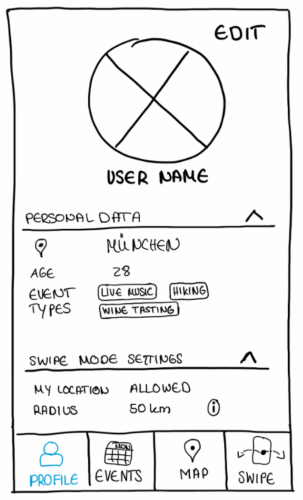 EDIT
USER NAME
PERSONAL DATA
MÜNCHEN
AGE 28
EVENT TYPES LIVE MUSIC HIKING
WINE TASTING
SWIPE MODE SETTINGS
MY LOCATION ALLOWED
RADIUS 50 km i
PROFILE EVENTS MAP SWIPE